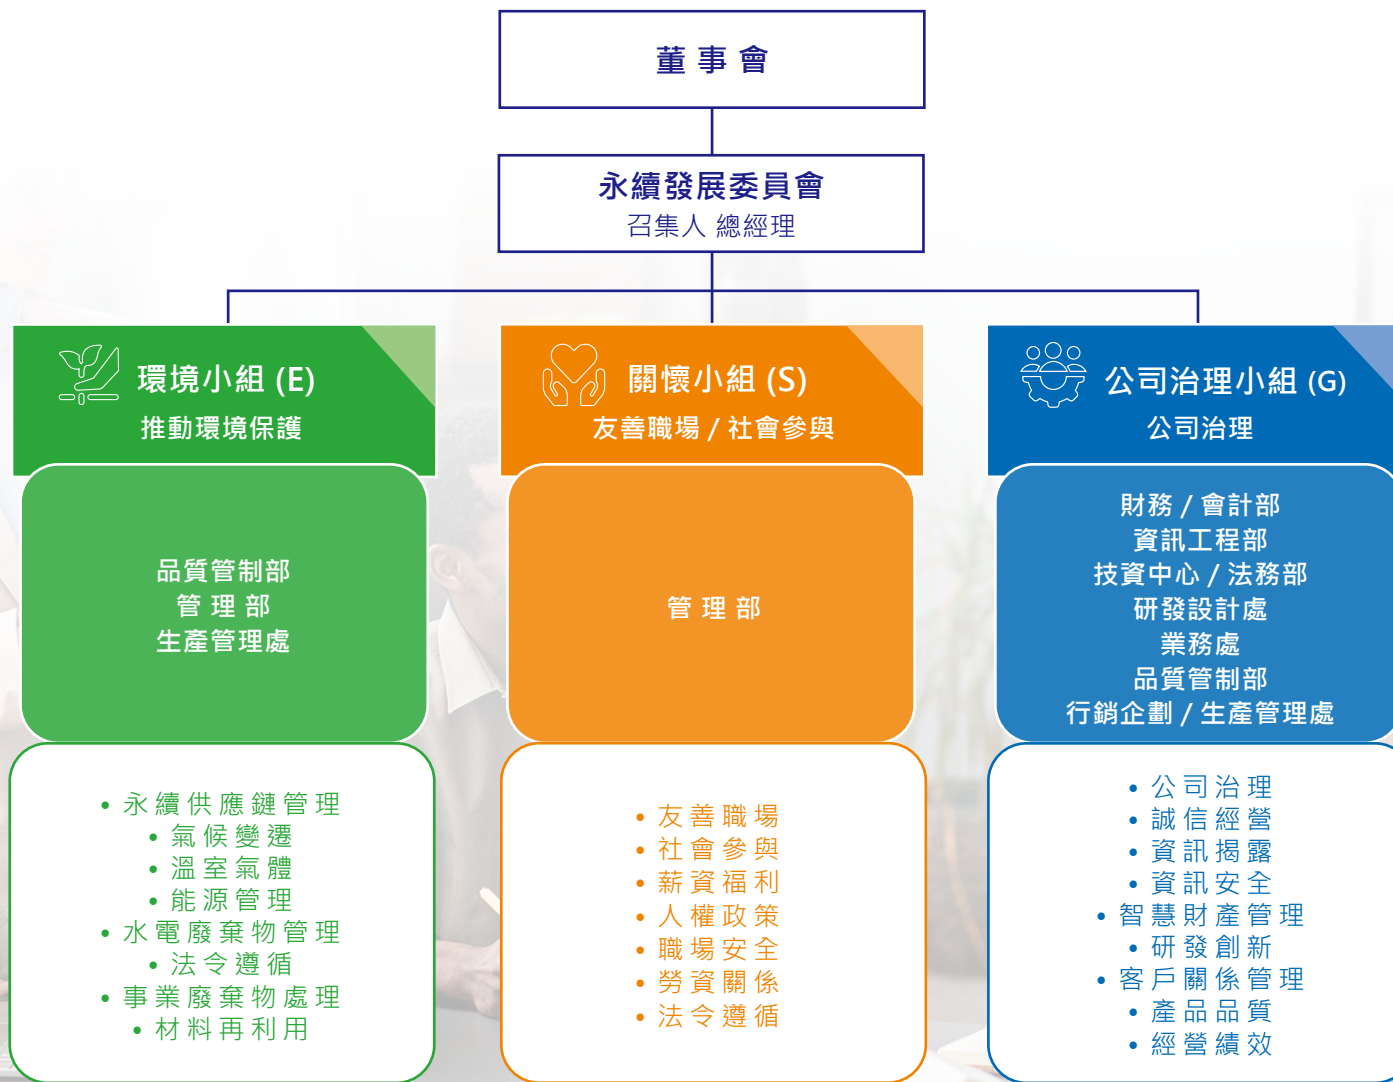 董事會
永續發展委員會
召集人 總經理
環境小組 (E)
推動環境保護
品質管制部
管理部
生產管理處
• 永續供應鏈管理
• 氣候變遷
• 溫室氣體
• 能源管理
• 水電廢棄物管理
• 法令遵循
• 事業廢棄物處理
• 材料再利用
關懷小組 (S)
友善職場 / 社會參與
管理部
• 友善職場
• 社會參與
• 薪資福利
• 人權政策
• 職場安全
• 勞資關係
• 法令遵循
公司治理小組 (G)
公司治理
財務 / 會計部
資訊工程部
技資中心 / 法務部
研發設計處
業務處
品質管制部
行銷企劃 / 生產管理處
• 公司治理
• 誠信經營
• 資訊揭露
• 資訊安全
• 智慧財產管理
• 研發創新
• 客戶關係管理
• 產品品質
• 經營績效